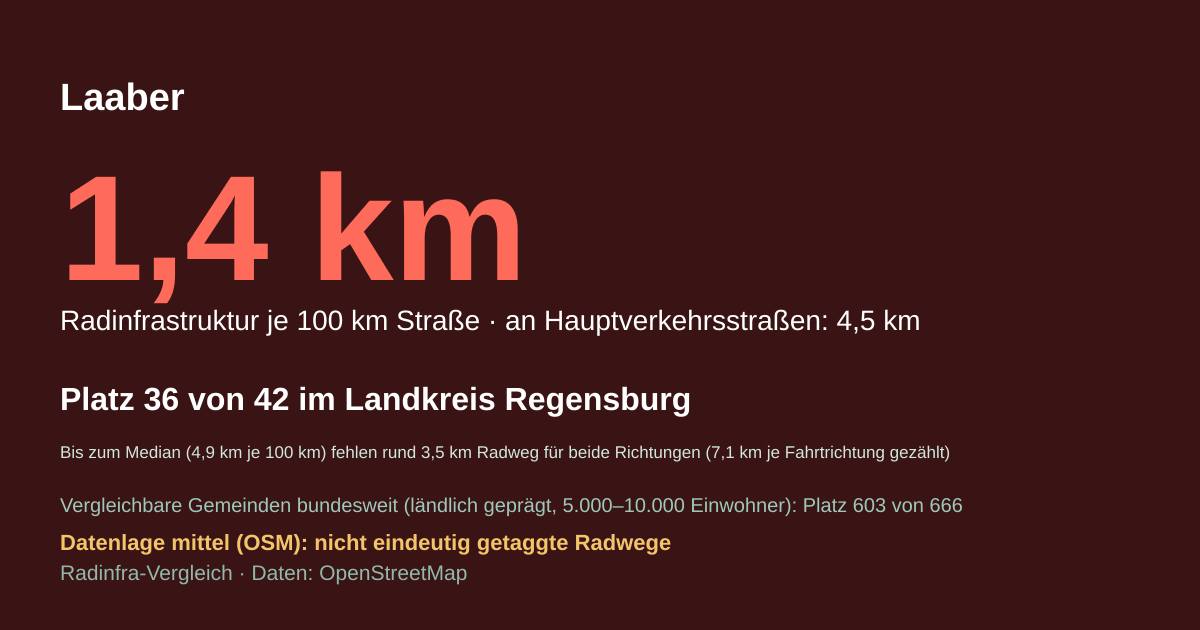 Laaber
1,4 km
Radinfrastruktur je 100 km Straße · an Hauptverkehrsstraßen: 4,5 km
Platz 36 von 42 im Landkreis Regensburg
Bis zum Median (4,9 km je 100 km) fehlen rund 3,5 km Radweg für beide Richtungen (7,1 km je Fahrtrichtung gezählt)
Vergleichbare Gemeinden bundesweit (ländlich geprägt, 5.000–10.000 Einwohner): Platz 603 von 666
Datenlage mittel (OSM): nicht eindeutig getaggte Radwege
Radinfra-Vergleich · Daten: OpenStreetMap